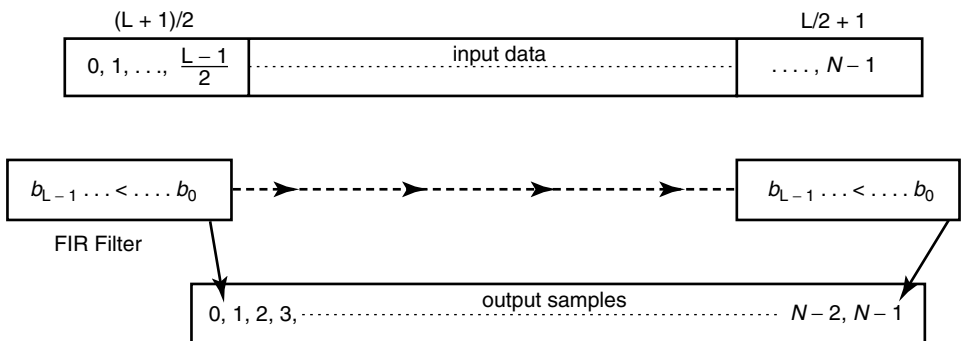 (L + 1)/2 L/2 + 1
input data
0, 1, . . ., (L – 1)/2 . . . ., N – 1
b_{L – 1} . . . < . . . . b_0 b_{L – 1} . . . < . . . . b_0
FIR Filter
output samples
0, 1, 2, 3, N – 2, N – 1